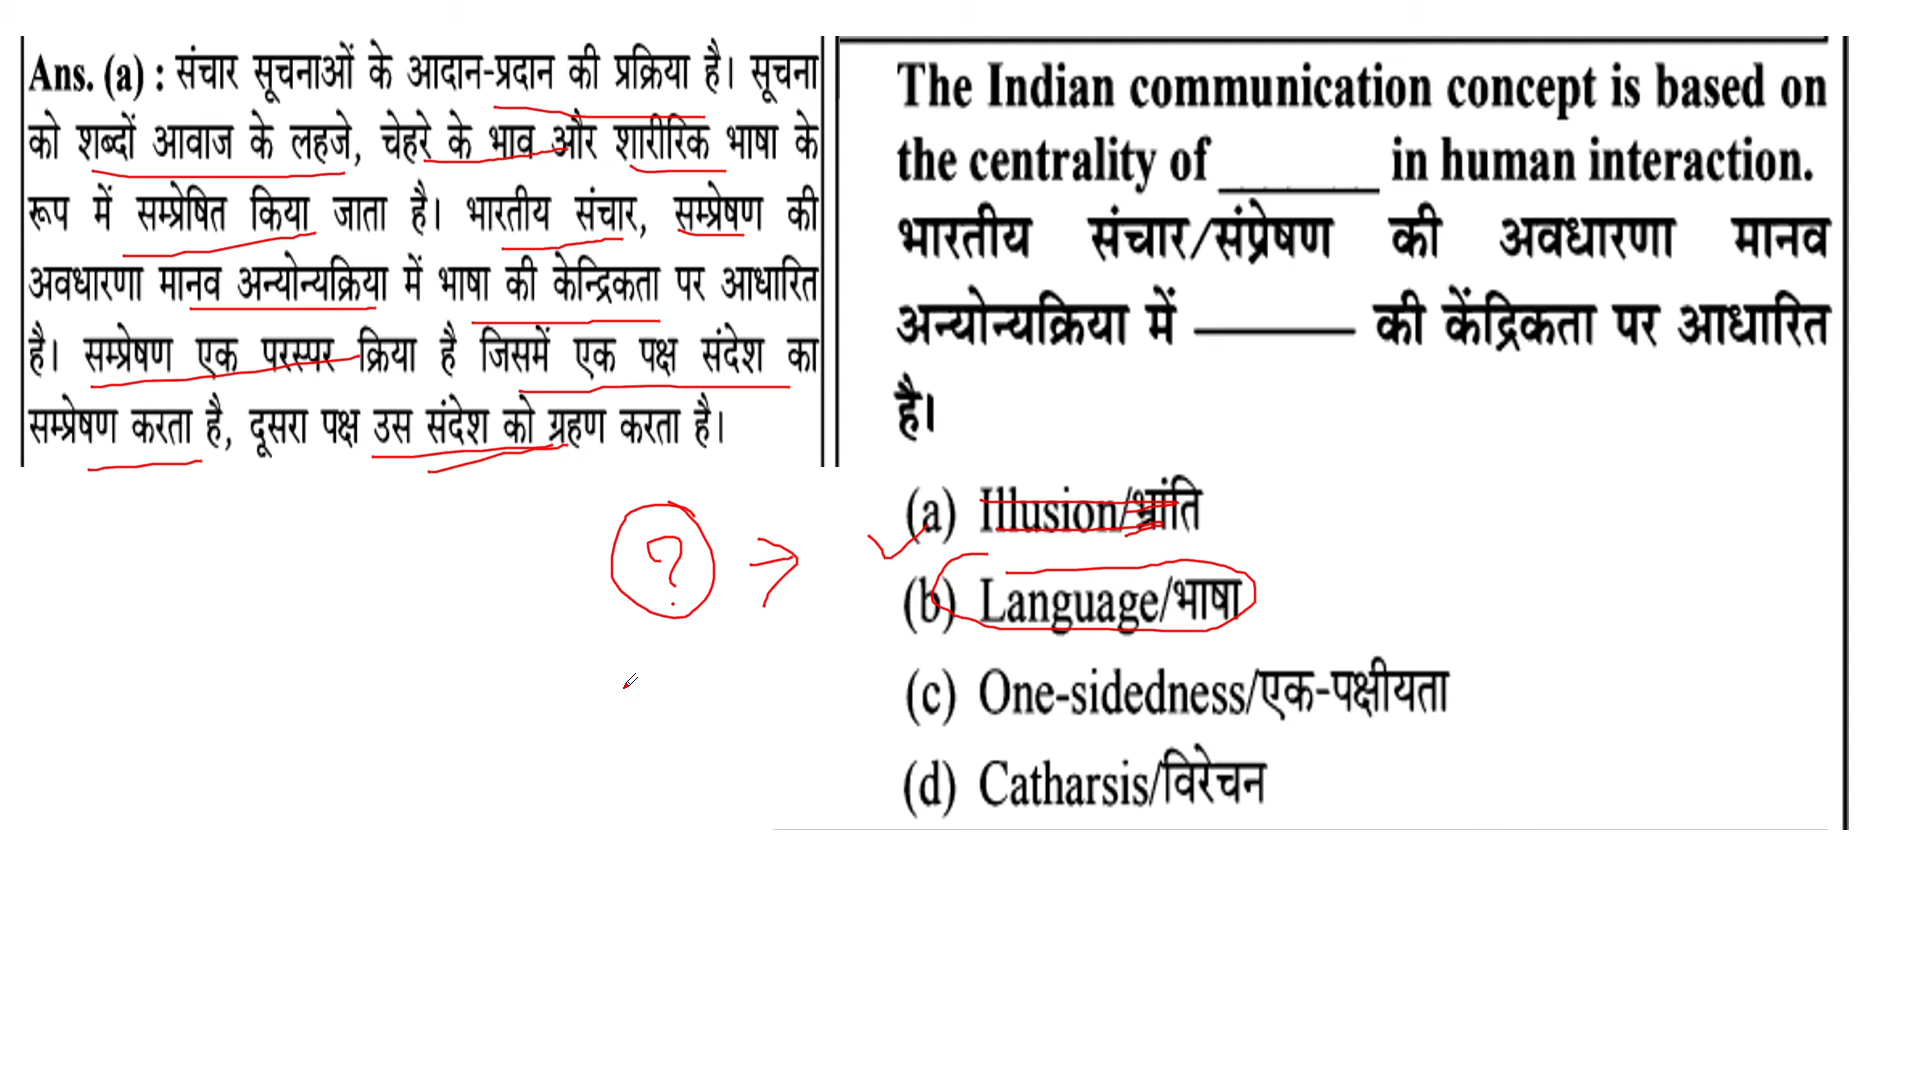 Ans. (a) : संचार सूचनाओं के आदान-प्रदान की प्रक्रिया है। सूचना
को शब्दों आवाज के लहजे, चेहरे के भाव और शारीरिक भाषा के
रूप में सम्प्रेषित किया जाता है। भारतीय संचार, सम्प्रेषण की
अवधारणा मानव अन्योन्यक्रिया में भाषा की केन्द्रिकता पर आधारित
है। सम्प्रेषण एक परस्पर क्रिया है जिसमें एक पक्ष संदेश का
सम्प्रेषण करता है, दूसरा पक्ष उस संदेश को ग्रहण करता है।
?
The Indian communication concept is based on
the centrality of ________ in human interaction.
भारतीय संचार/संप्रेषण की अवधारणा मानव
अन्योन्यक्रिया में ________ की केंद्रिकता पर आधारित
है।
(a) Illusion/भ्रांति
(b) Language/भाषा
(c) One-sidedness/एक-पक्षीयता
(d) Catharsis/विरेचन